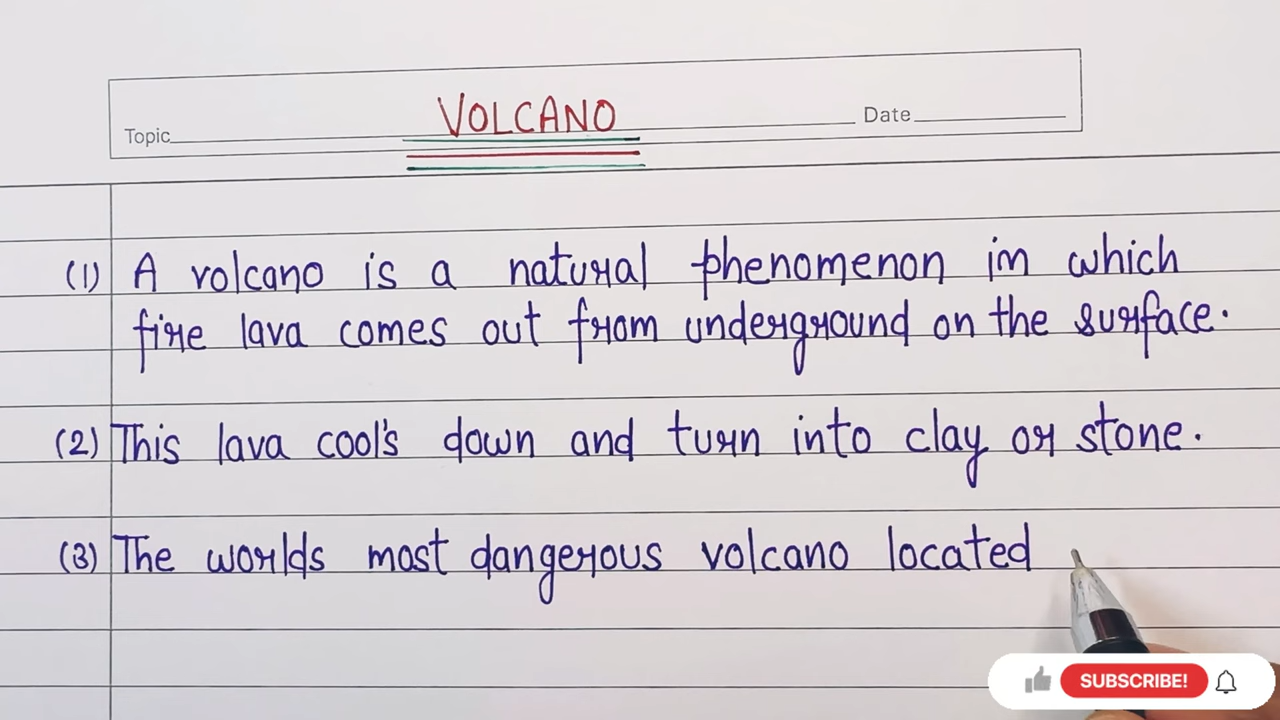 VOLCANO
Topic
Date
(1) A volcano is a natural phenomenon in which
fire lava comes out from underground on the surface.
(2) This lava cool's down and turn into clay or stone.
(3) The worlds most dangerous volcano located
SUBSCRIBE!